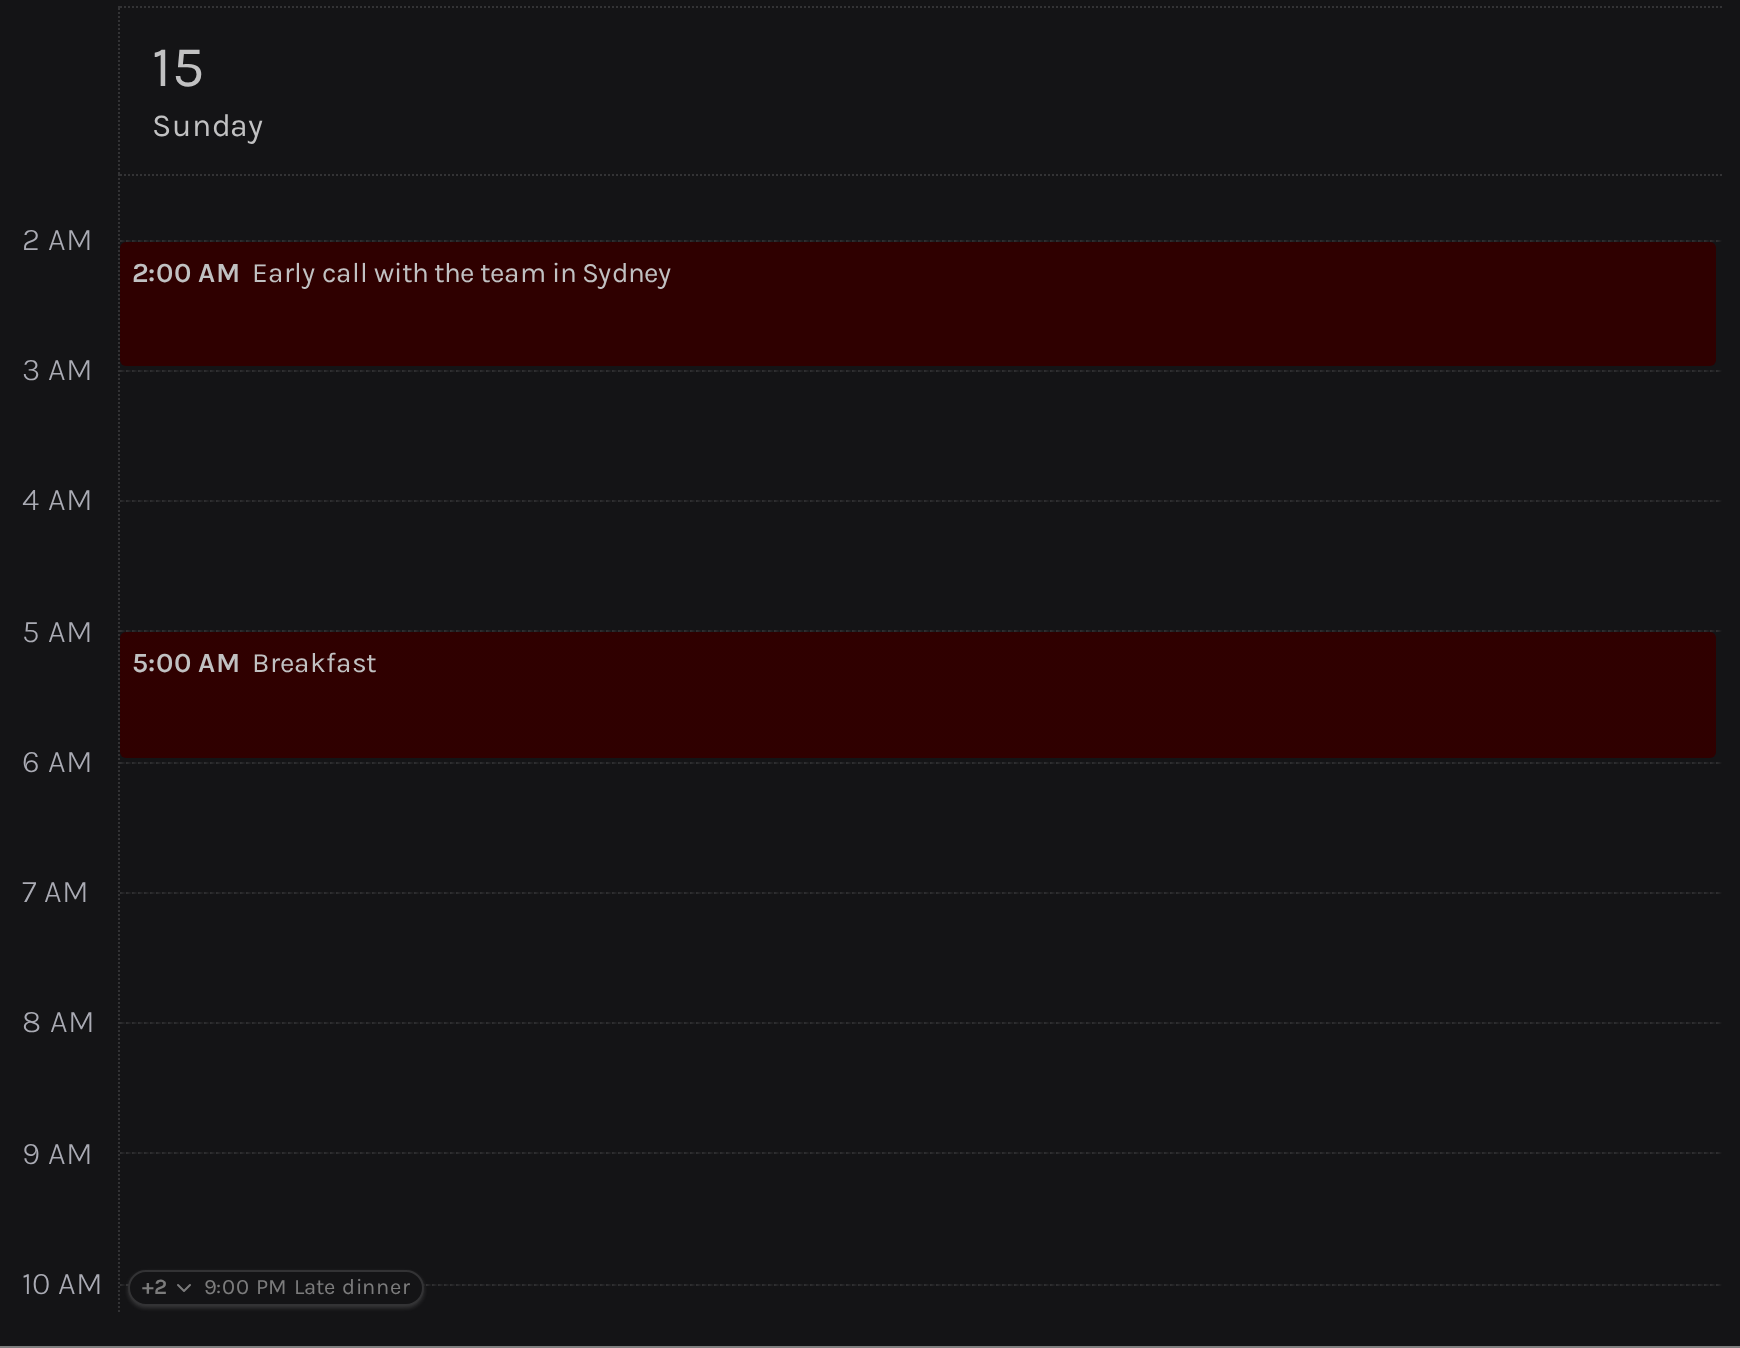 15
Sunday
2 AM
2:00 AM Early call with the team in Sydney
3 AM
4 AM
5 AM
5:00 AM Breakfast
6 AM
7 AM
8 AM
9 AM
10 AM
+2 9:00 PM Late dinner